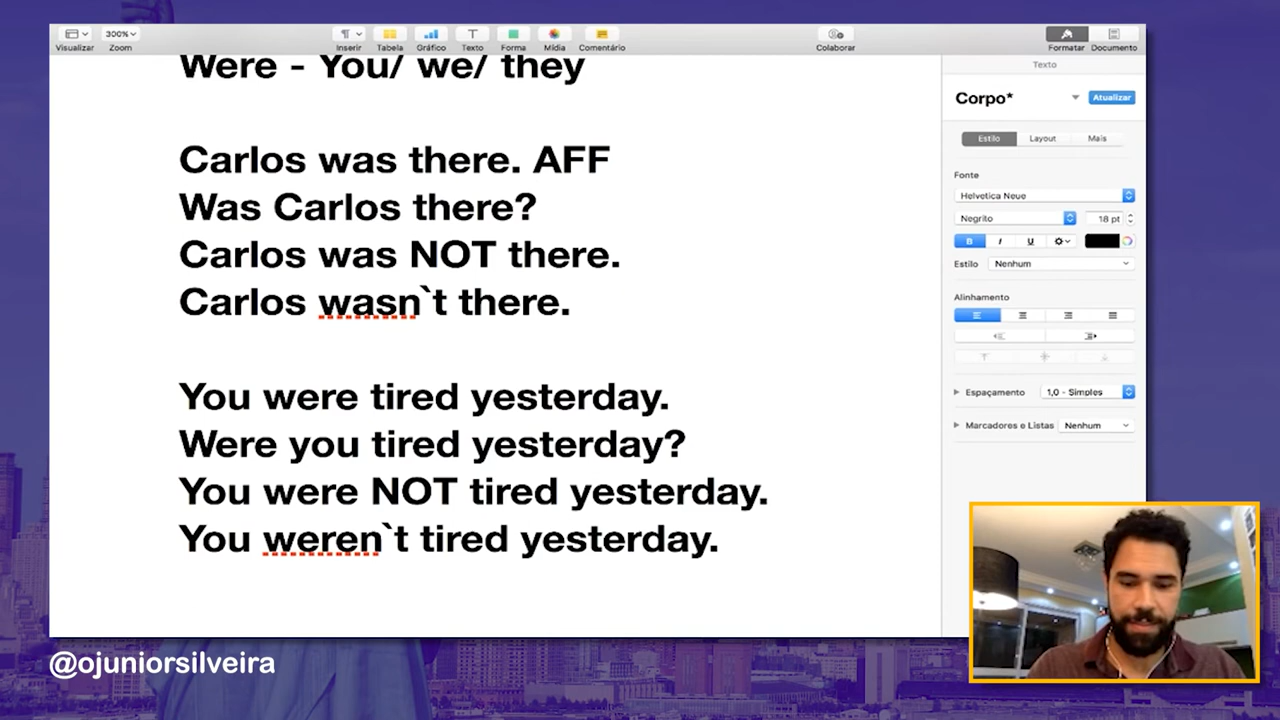 Visualizar
300%
Zoom
Inserir
Tabela
Gráfico
Texto
Forma
Mídia
Comentário
Colaborar
Formatar
Documento
Were - You/ we/ they
Carlos was there. AFF
Was Carlos there?
Carlos was NOT there.
Carlos wasn`t there.
You were tired yesterday.
Were you tired yesterday?
You were NOT tired yesterday.
You weren`t tired yesterday.
Texto
Corpo*
Atualizar
Estilo Layout Mais
Fonte
Helvetica Neue
Negrito 18 pt
B I U
Estilo Nenhum
Alinhamento
Espaçamento 1,0 - Simples
Marcadores e Listas Nenhum
@ojuniorsilveira